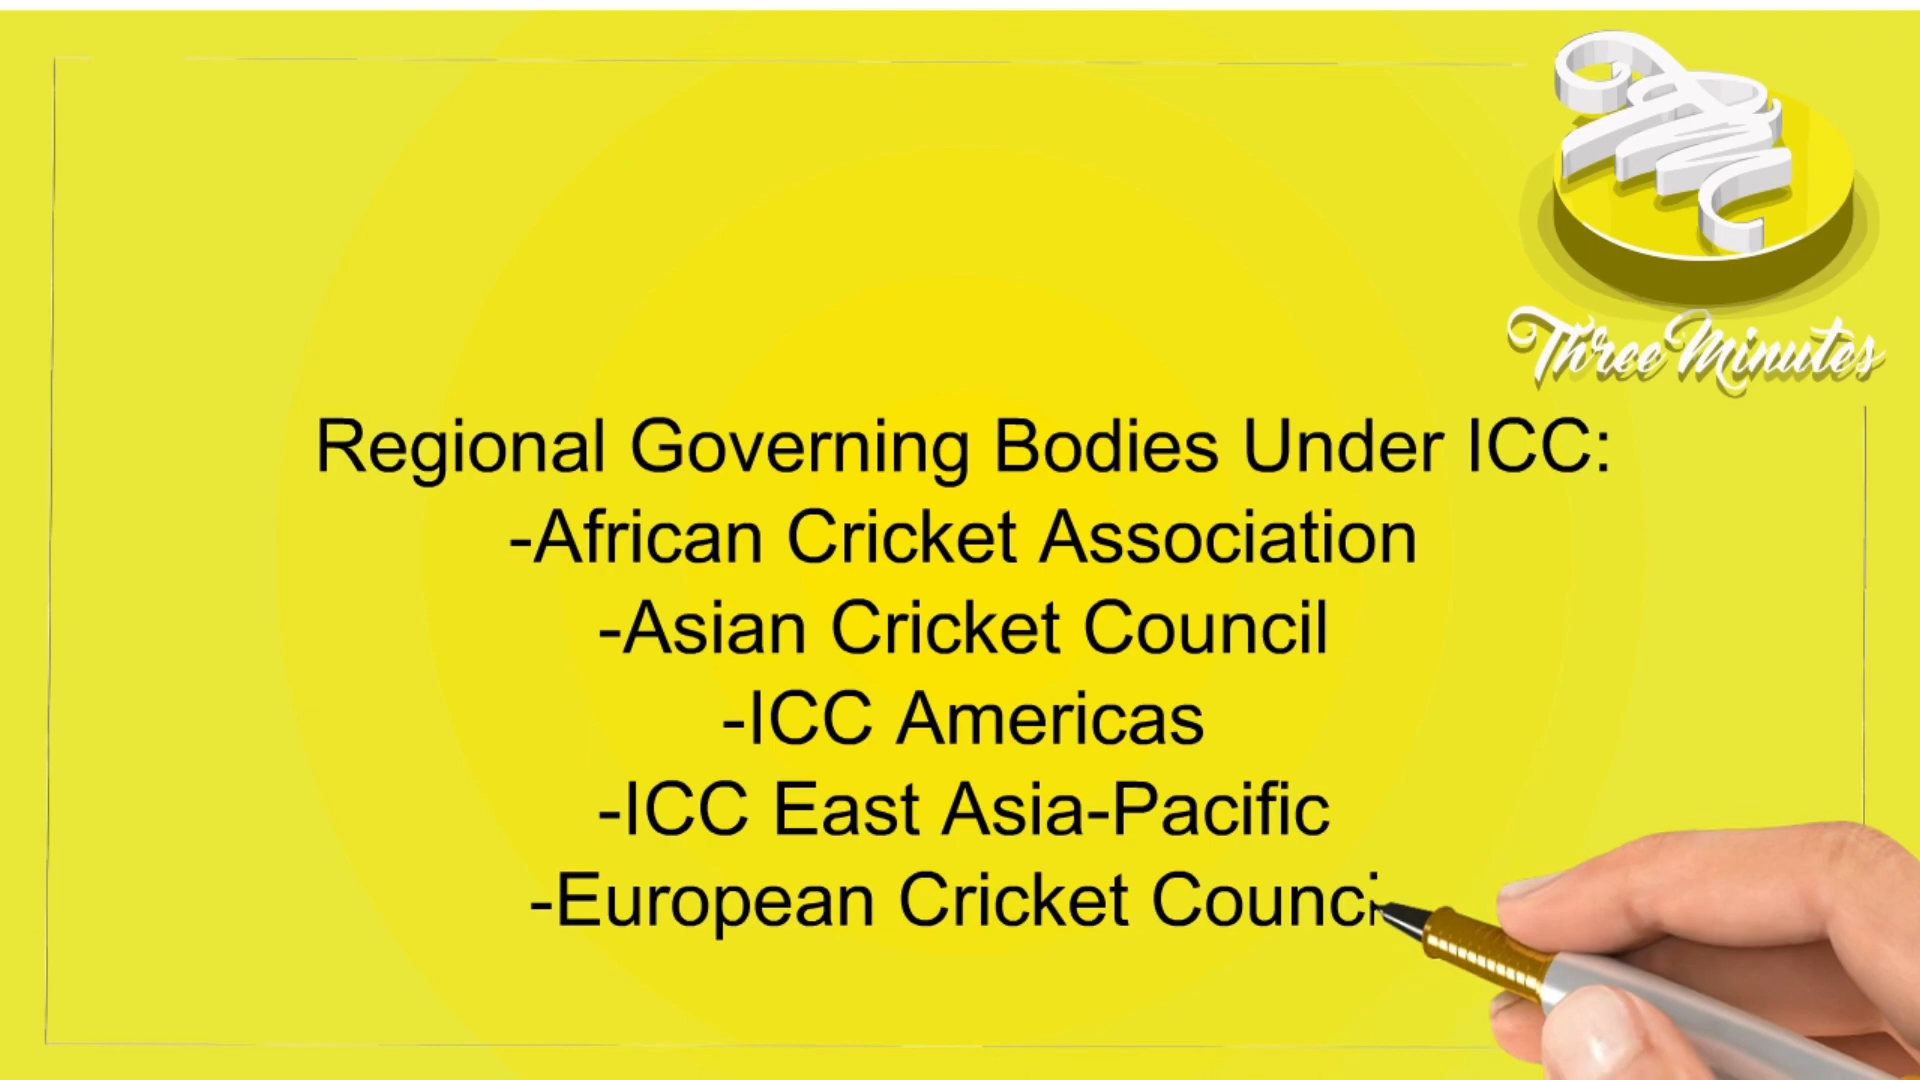 Three Minutes
Regional Governing Bodies Under ICC:
-African Cricket Association
-Asian Cricket Council
-ICC Americas
-ICC East Asia-Pacific
-European Cricket Counci